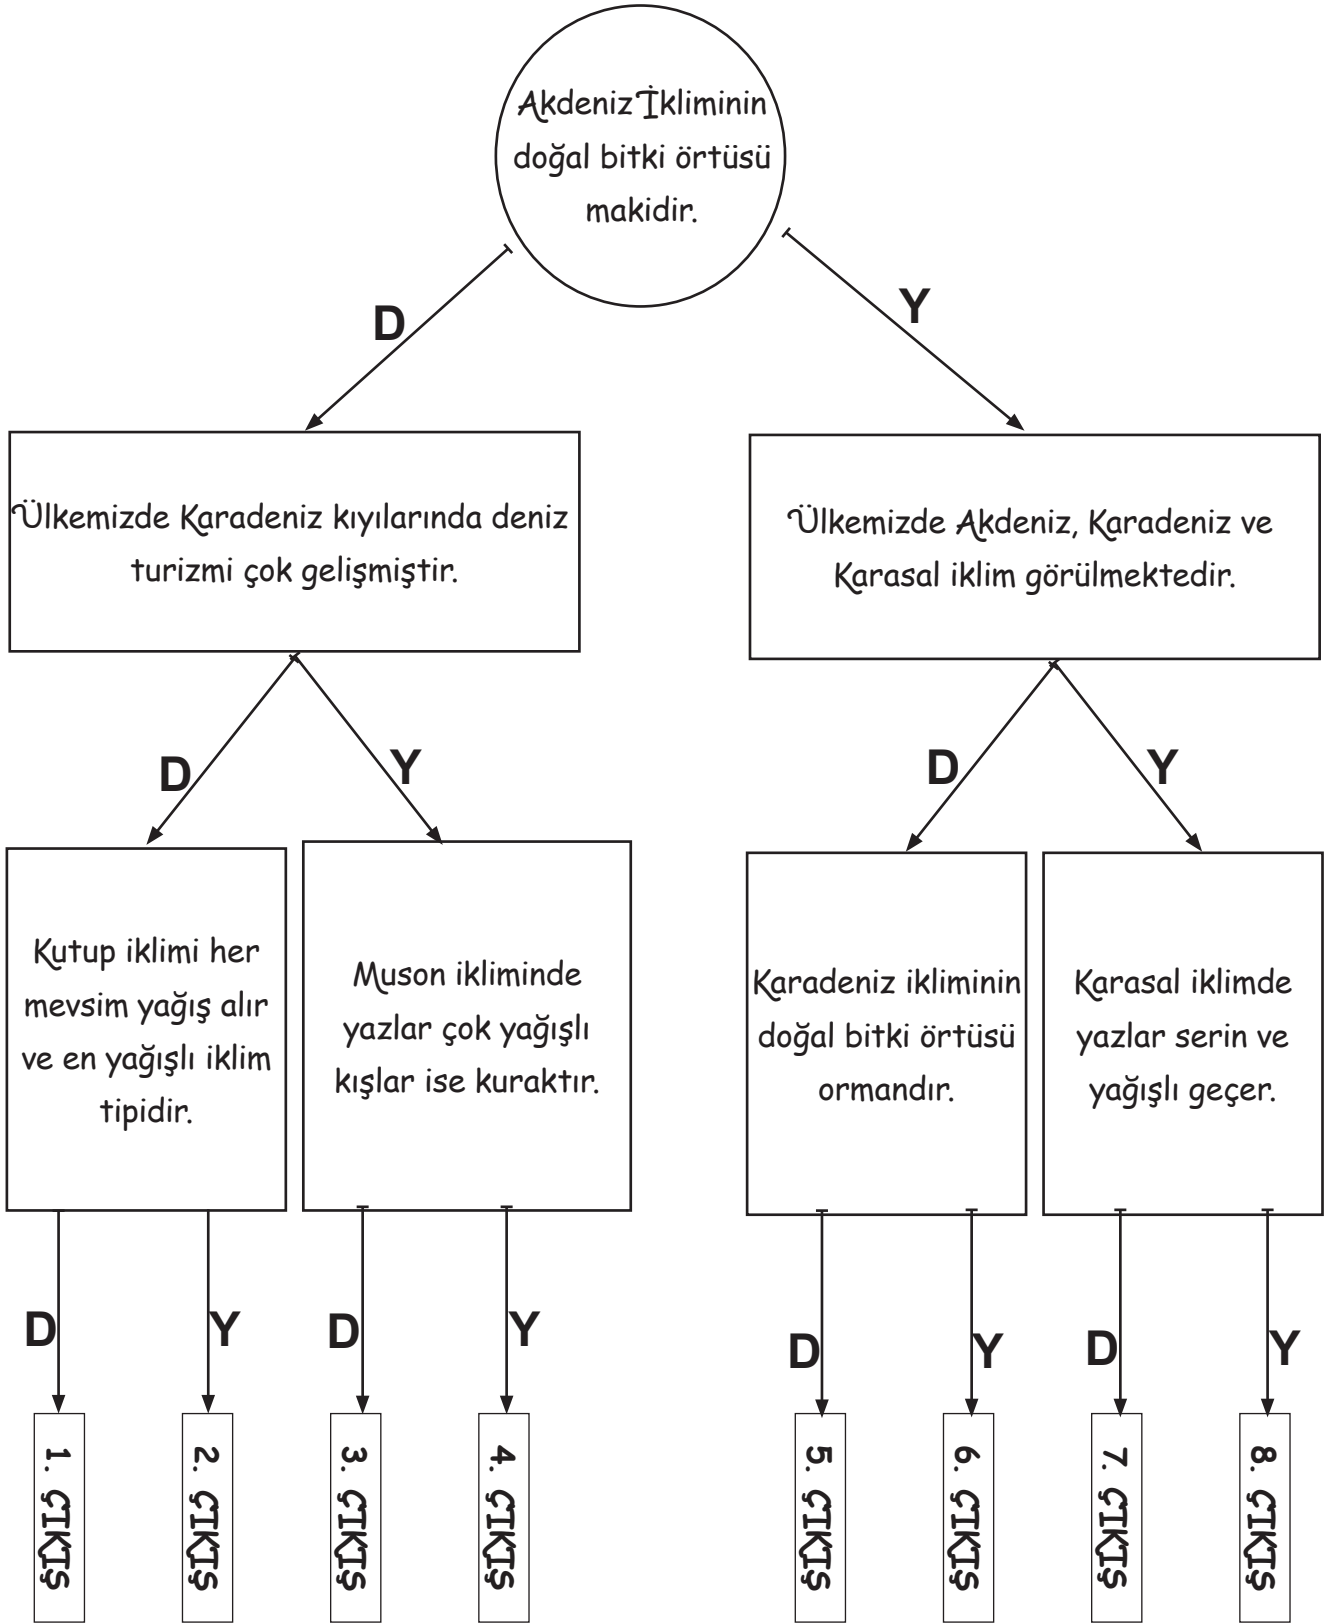 Akdeniz İkliminin
doğal bitki örtüsü
makidir.
D
Y
Ülkemizde Karadeniz kıyılarında deniz
turizmi çok gelişmiştir.
Ülkemizde Akdeniz, Karadeniz ve
Karasal iklim görülmektedir.
D
Y
D
Y
Kutup iklimi her
mevsim yağış alır
ve en yağışlı iklim
tipidir.
Muson ikliminde
yazlar çok yağışlı
kışlar ise kuraktır.
Karadeniz ikliminin
doğal bitki örtüsü
ormandır.
Karasal iklimde
yazlar serin ve
yağışlı geçer.
D
Y
D
Y
D
Y
D
Y
1. ÇIKIŞ
2. ÇIKIŞ
3. ÇIKIŞ
4. ÇIKIŞ
5. ÇIKIŞ
6. ÇIKIŞ
7. ÇIKIŞ
8. ÇIKIŞ